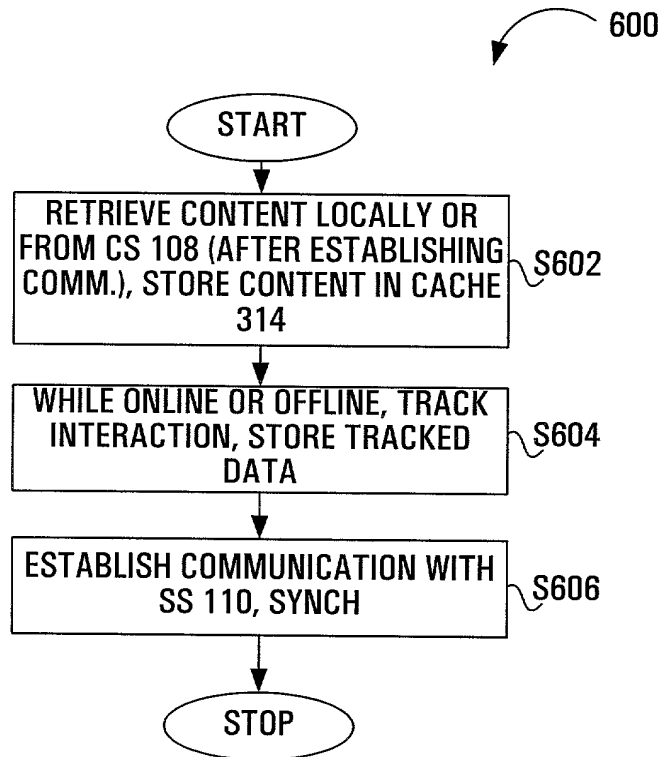 600
START
RETRIEVE CONTENT LOCALLY OR
FROM CS 108 (AFTER ESTABLISHING
COMM.), STORE CONTENT IN CACHE
314
S602
WHILE ONLINE OR OFFLINE, TRACK
INTERACTION, STORE TRACKED
DATA
S604
ESTABLISH COMMUNICATION WITH
SS 110, SYNCH
S606
STOP